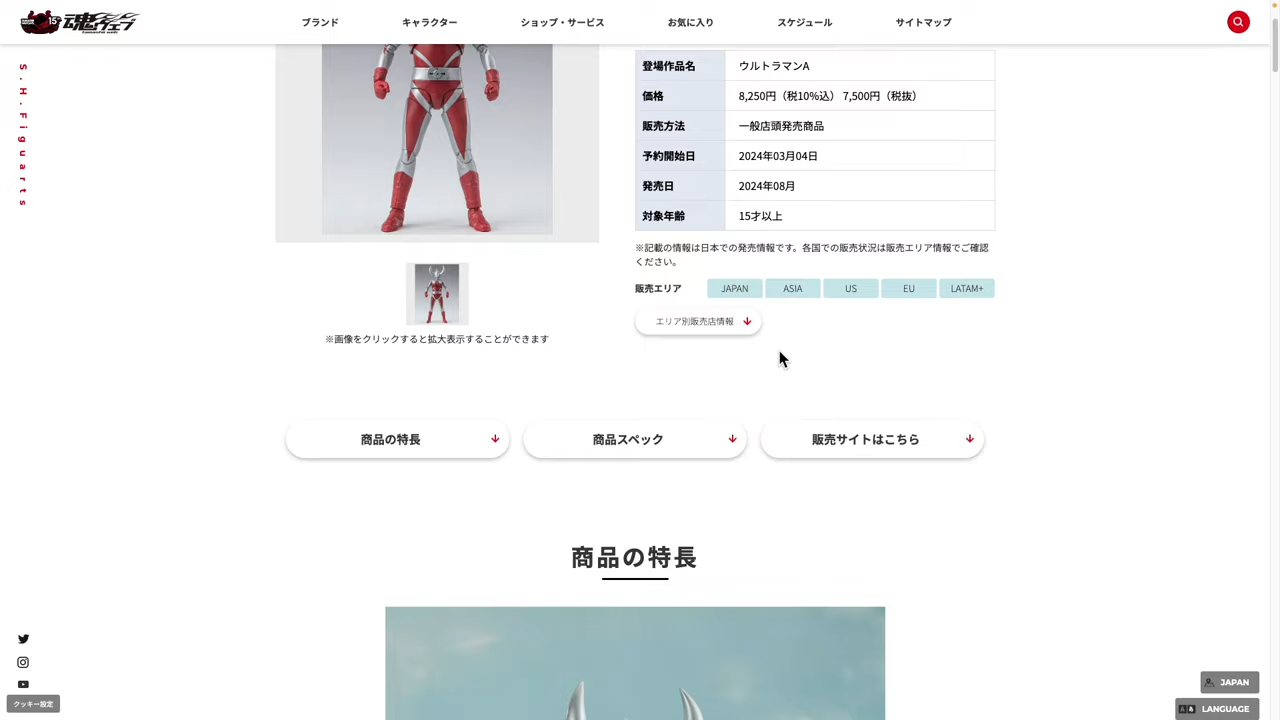 15th 魂ウェブ
tamashii web
ブランド
キャラクター
ショップ・サービス
お気に入り
スケジュール
サイトマップ
S.H.Figuarts
※画像をクリックすると拡大表示することができます
登場作品名 ウルトラマンA
価格 8,250円（税10%込） 7,500円（税抜）
販売方法 一般店頭発売商品
予約開始日 2024年03月04日
発売日 2024年08月
対象年齢 15才以上
※記載の情報は日本での発売情報です。各国での販売状況は販売エリア情報でご確認
ください。
販売エリア JAPAN ASIA US EU LATAM+
エリア別販売店情報
商品の特長
商品スペック
販売サイトはこちら
商品の特長
クッキー設定
JAPAN
LANGUAGE